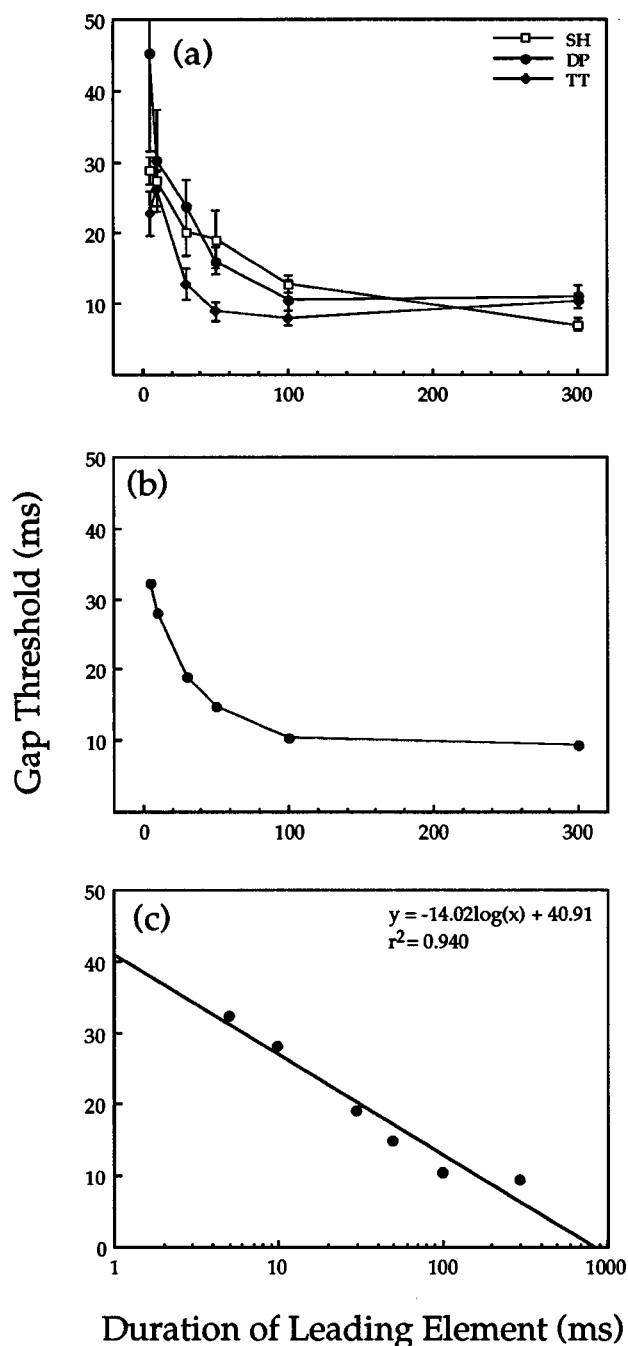 (a)
SH
DP
TT
50
40
30
20
10
0 100 200 300
(b)
50
40
30
20
10
0 100 200 300
Gap Threshold (ms)
(c)
y = -14.02log(x) + 40.91
r2= 0.940
50
40
30
20
10
0
1 10 100 1000
Duration of Leading Element (ms)